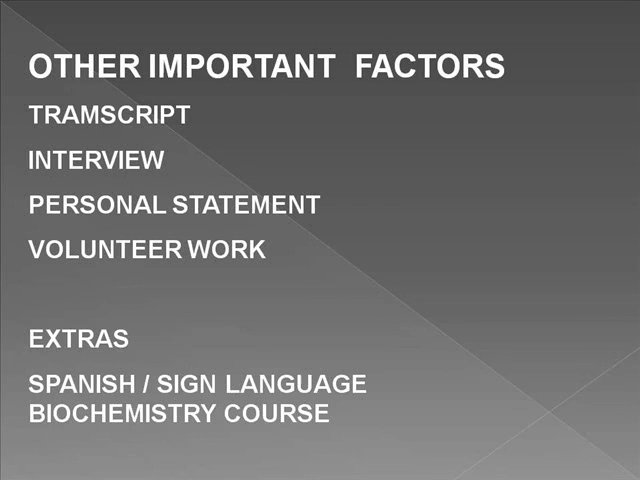 OTHER IMPORTANT FACTORS
TRAMSCRIPT
INTERVIEW
PERSONAL STATEMENT
VOLUNTEER WORK
EXTRAS
SPANISH / SIGN LANGUAGE
BIOCHEMISTRY COURSE